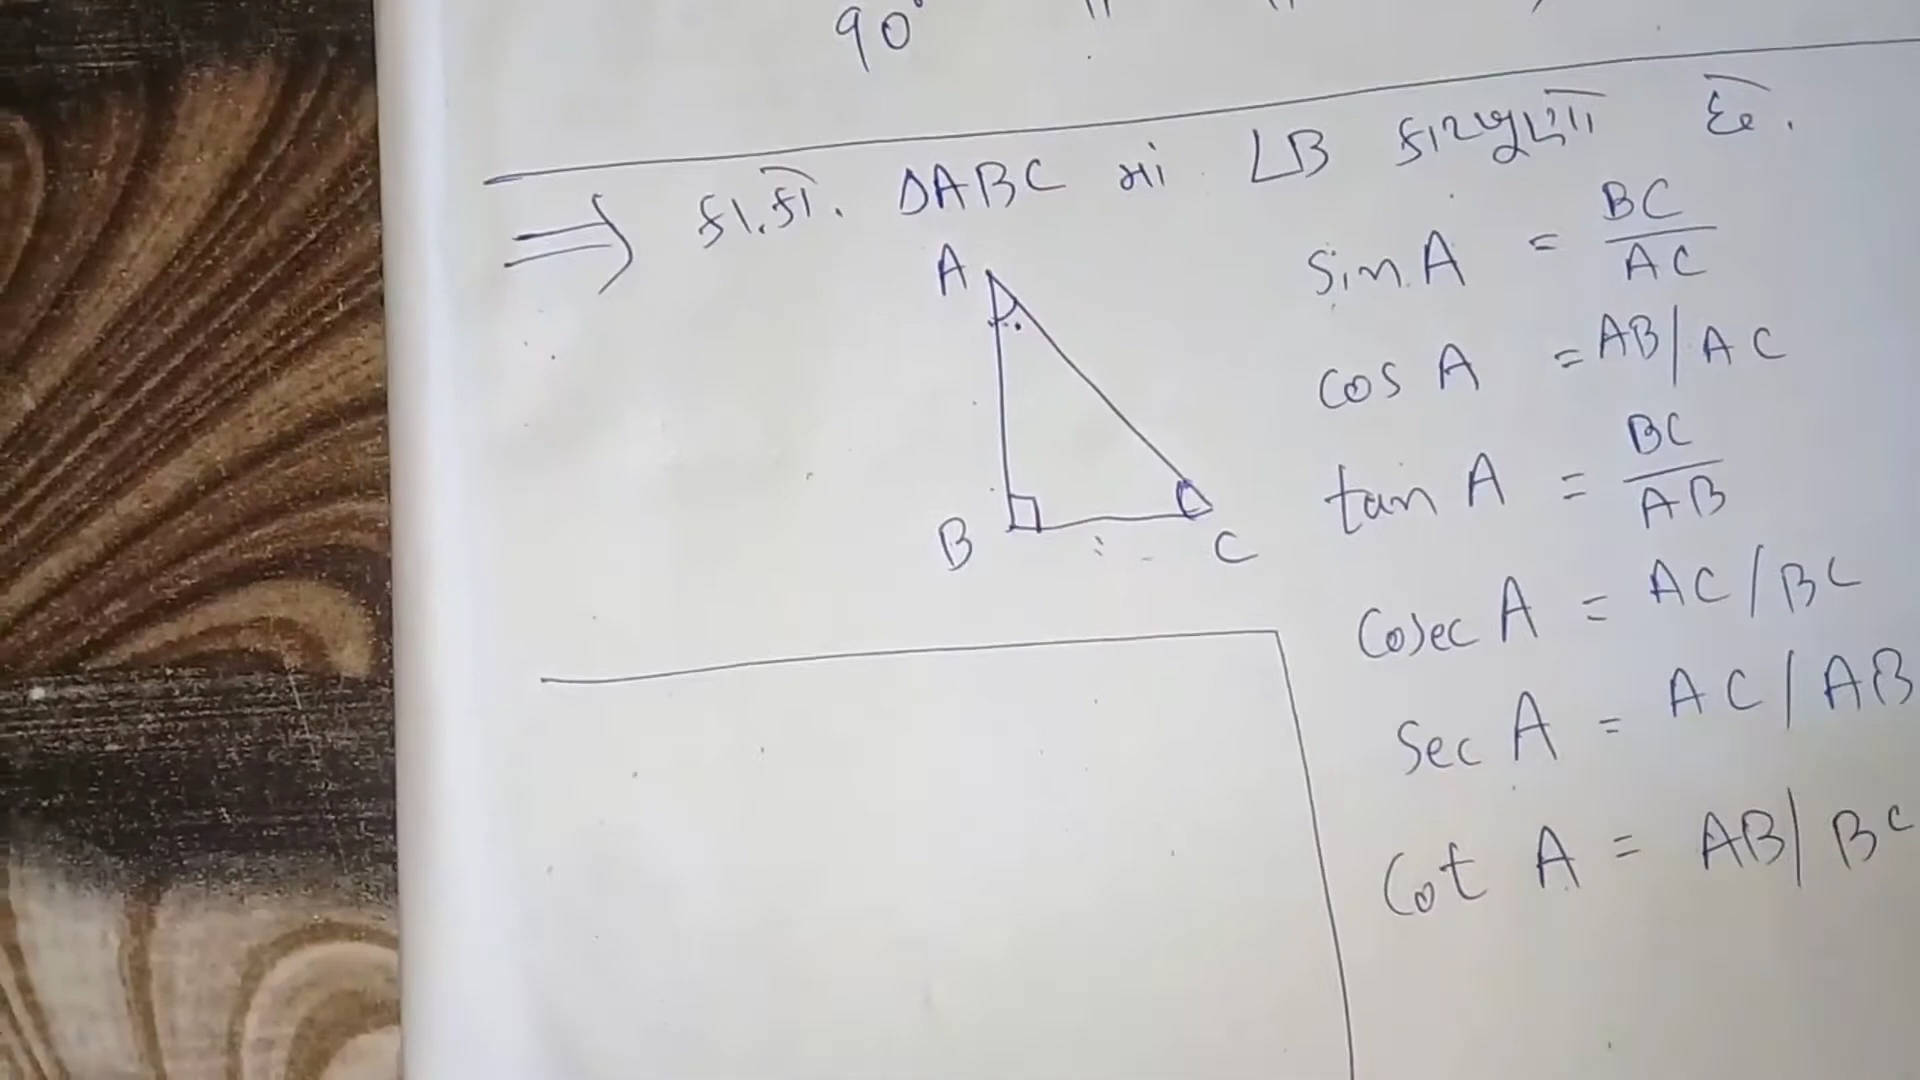 90°
⇒ કા.કો. ΔABC માં ∠B કાટખૂણો છે.
A
B
C
sin A = BC / AC
cos A = AB / AC
tan A = BC / AB
cosec A = AC / BC
sec A = AC / AB
cot A = AB / BC